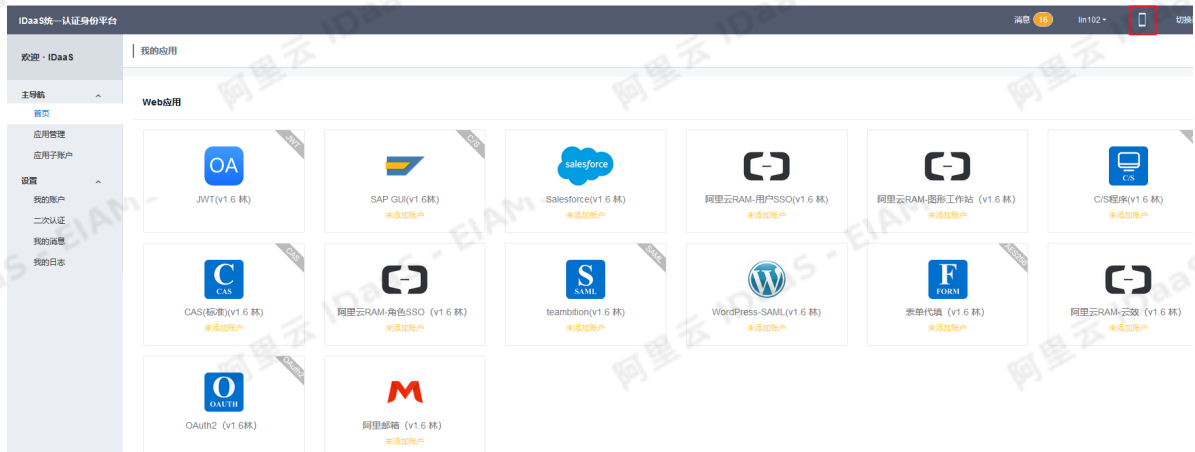 IDaaS统一认证身份平台
消息 16 lin102 切换
欢迎 · IDaaS
我的应用
主导航
首页
应用管理
应用子账户
设置
我的账户
二次认证
我的消息
我的日志
Web应用
JWT C/S
OA salesforce C/S
JWT(v1.6 林) SAP GUI(v1.6林) Salesforce(v1.6 林) 阿里云RAM-用户SSO(v1.6 林) 阿里云RAM-图形工作站（v1.6 林） C/S程序(v1.6 林)
未添加账户 未添加账户 未添加账户 未添加账户 未添加账户
CAS SAML
C CAS S SAML W F FORM
CAS(标准)(v1.6 林) 阿里云RAM-角色SSO（v1.6 林） teambition(v1.6 林) WordPress-SAML(v1.6 林) 表单代填（v1.6 林） 阿里云RAM-云效（v1.6 林）
未添加账户 未添加账户 未添加账户 未添加账户 未添加账户 未添加账户
OAuth2
O OAUTH
OAuth2（v1.6林） 阿里邮箱（v1.6 林）
未添加账户
阿里云 IDaaS - EIAM